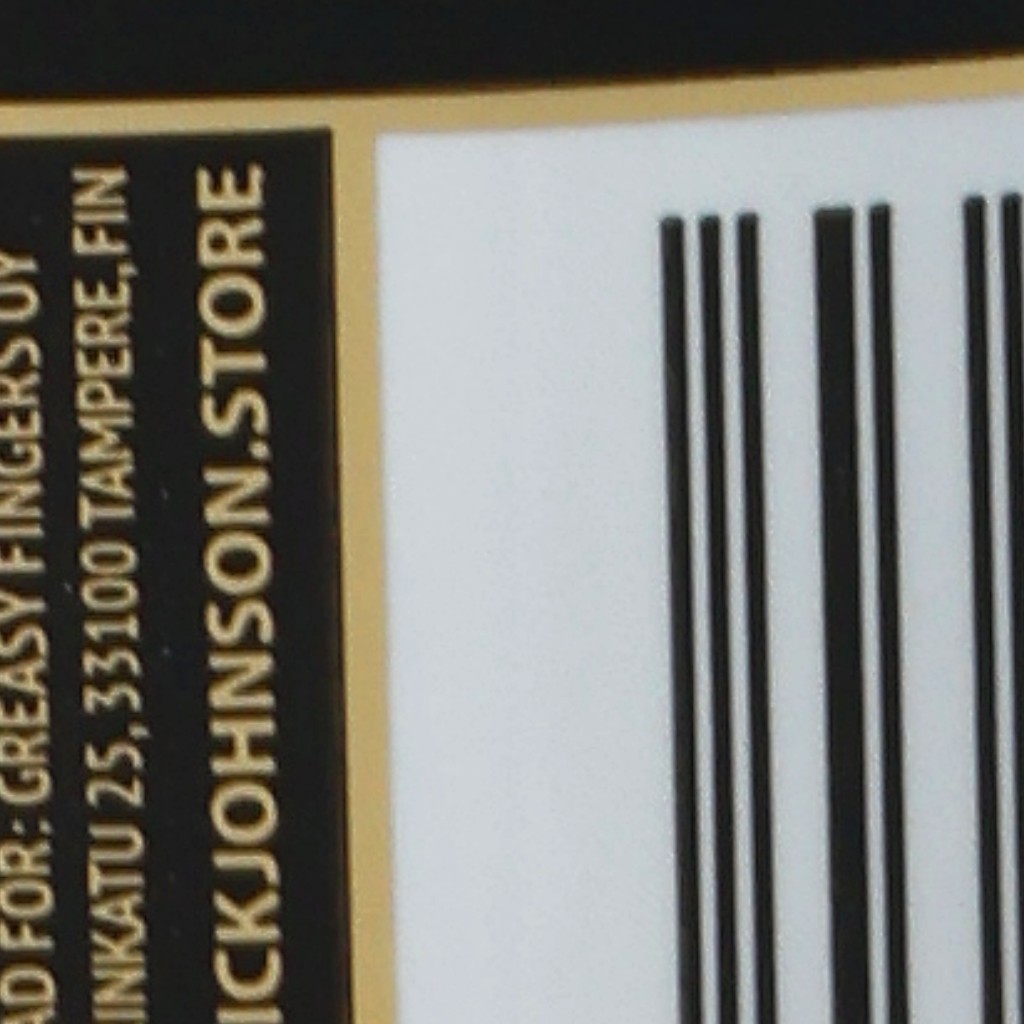 AD FOR: GREASY FINGERS OY
INKATU 25, 33100 TAMPERE, FIN
ICKJOHNSON.STORE